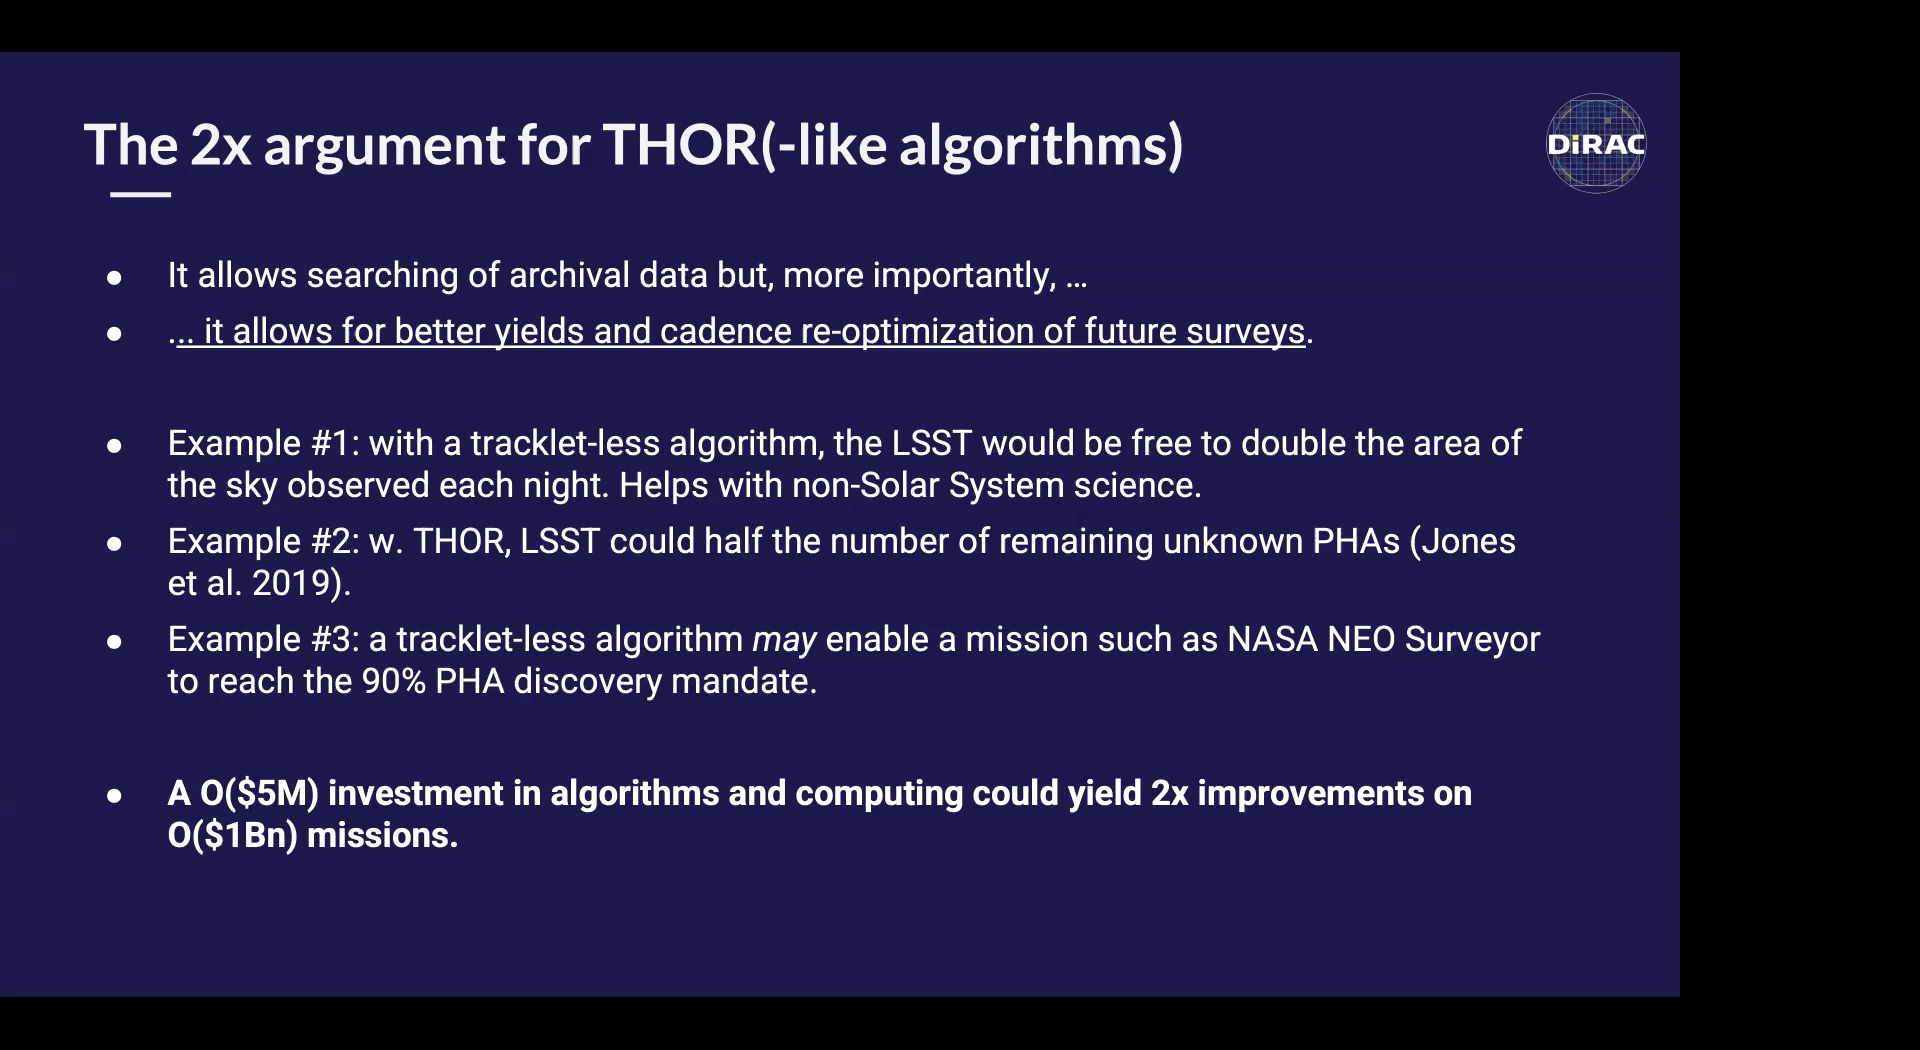 The 2x argument for THOR(-like algorithms)
DiRAC
● It allows searching of archival data but, more importantly, …
● ... it allows for better yields and cadence re-optimization of future surveys.
● Example #1: with a tracklet-less algorithm, the LSST would be free to double the area of
the sky observed each night. Helps with non-Solar System science.
● Example #2: w. THOR, LSST could half the number of remaining unknown PHAs (Jones
et al. 2019).
● Example #3: a tracklet-less algorithm may enable a mission such as NASA NEO Surveyor
to reach the 90% PHA discovery mandate.
● A O($5M) investment in algorithms and computing could yield 2x improvements on
O($1Bn) missions.